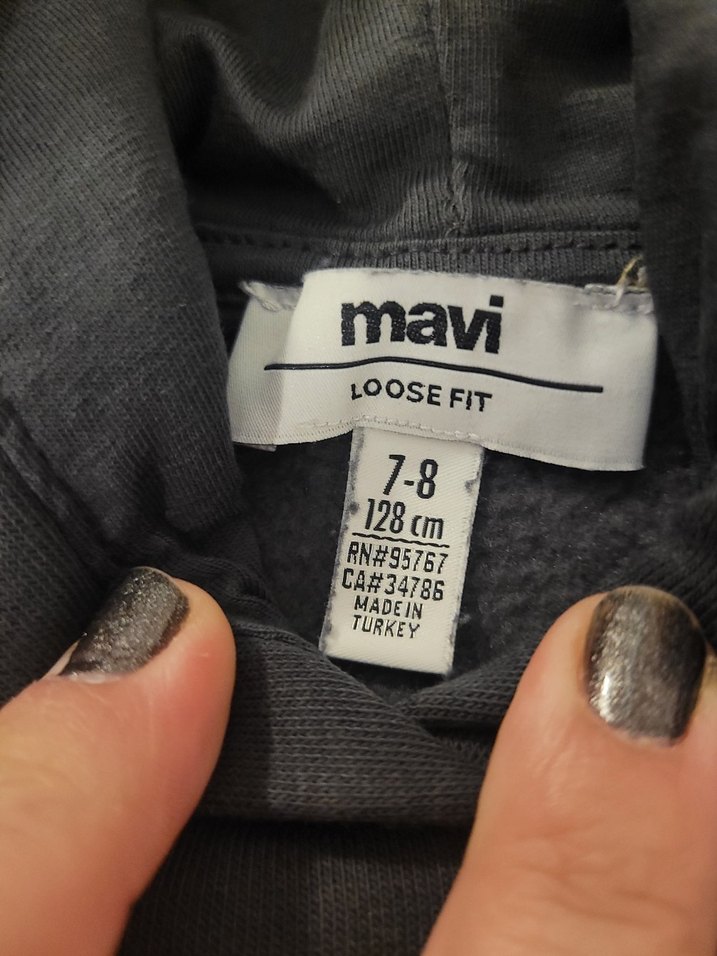 mavi
LOOSE FIT
7-8
128 cm
RN#95767
CA#34786
MADE IN
TURKEY